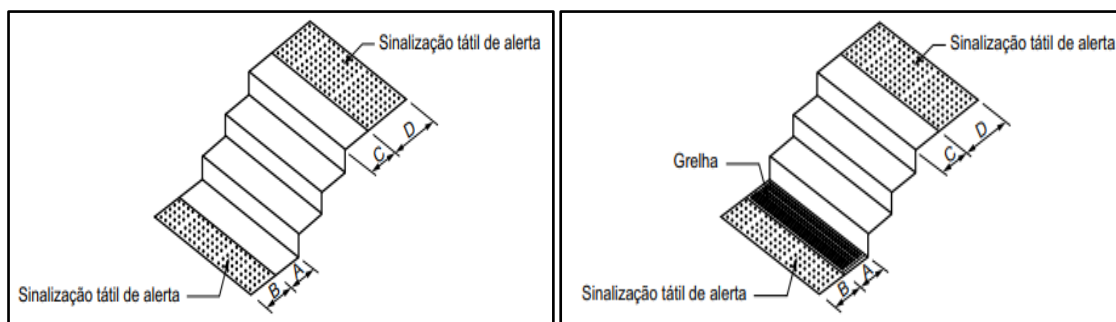 Sinalização tátil de alerta
D
C
Sinalização tátil de alerta
B
A
Sinalização tátil de alerta
D
C
Grelha
Sinalização tátil de alerta
B
A